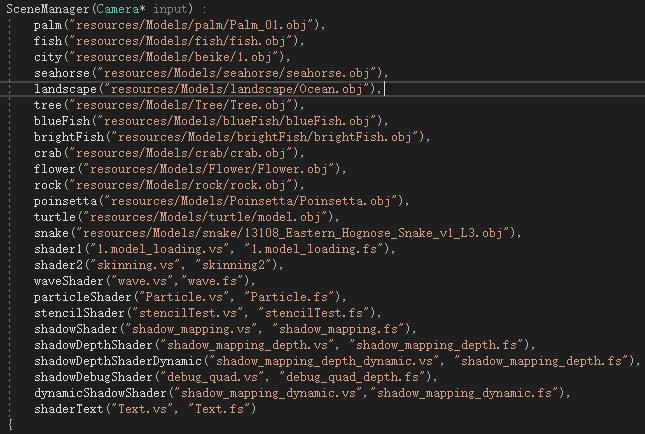 SceneManager(Camera* input) :
palm("resources/Models/palm/Palm_01.obj"),
fish("resources/Models/fish/fish.obj"),
city("resources/Models/beike/1.obj"),
seahorse("resources/Models/seahorse/seahorse.obj"),
landscape("resources/Models/landscape/Ocean.obj"),
tree("resources/Models/Tree/Tree.obj"),
blueFish("resources/Models/blueFish/blueFish.obj"),
brightFish("resources/Models/brightFish/brightFish.obj"),
crab("resources/Models/crab/crab.obj"),
flower("resources/Models/Flower/Flower.obj"),
rock("resources/Models/rock/rock.obj"),
poinsetta("resources/Models/Poinsetta/Poinsetta.obj"),
turtle("resources/Models/turtle/model.obj"),
snake("resources/Models/snake/13108_Eastern_Hognose_Snake_v1_L3.obj"),
shader1("1.model_loading.vs", "1.model_loading.fs"),
shader2("skinning.vs", "skinning2"),
waveShader("wave.vs","wave.fs"),
particleShader("Particle.vs", "Particle.fs"),
stencilShader("stencilTest.vs", "stencilTest.fs"),
shadowShader("shadow_mapping.vs", "shadow_mapping.fs"),
shadowDepthShader("shadow_mapping_depth.vs", "shadow_mapping_depth.fs"),
shadowDepthShaderDynamic("shadow_mapping_depth_dynamic.vs", "shadow_mapping_depth.fs"),
shadowDebugShader("debug_quad.vs", "debug_quad_depth.fs"),
dynamicShadowShader("shadow_mapping_dynamic.vs","shadow_mapping_dynamic.fs"),
shaderText("Text.vs", "Text.fs")
{